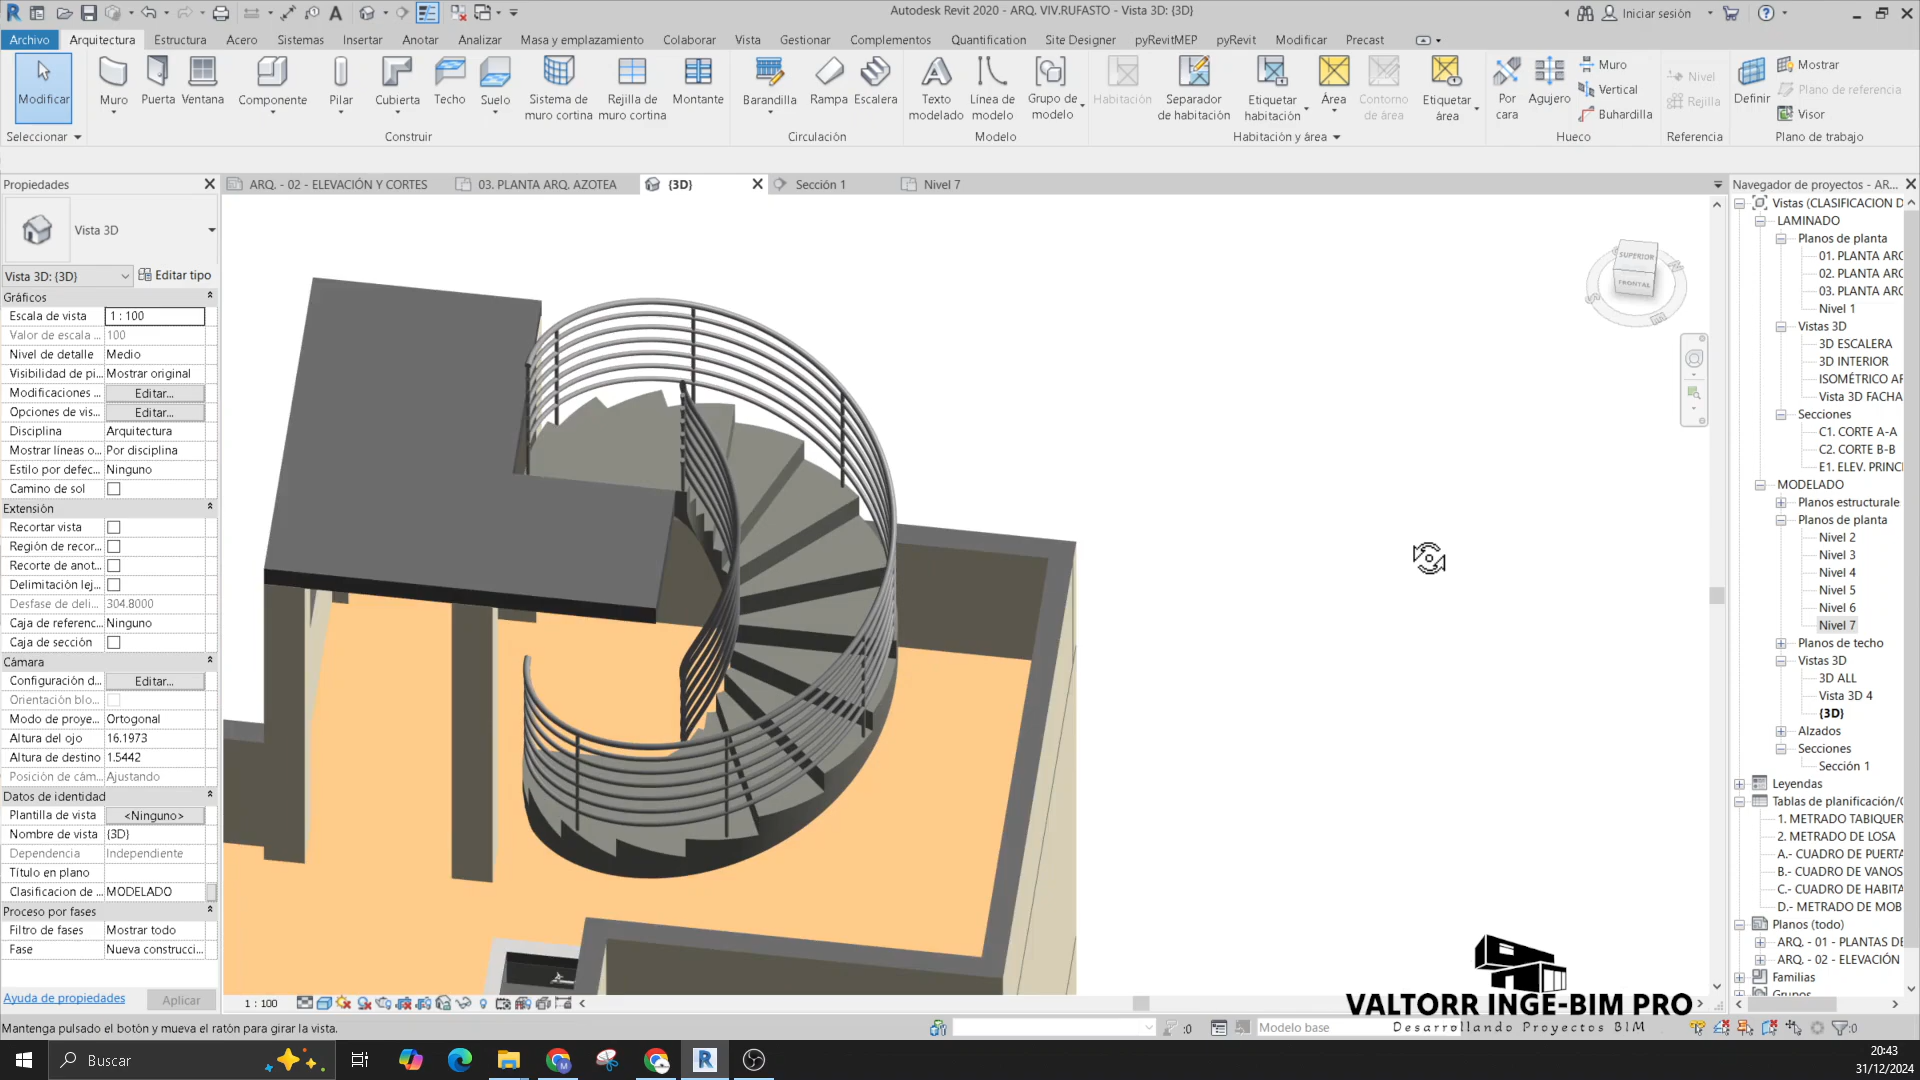 Autodesk Revit 2020 - ARQ. VIV.RUFASTO - Vista 3D: {3D}
Iniciar sesión
Archivo Arquitectura Estructura Acero Sistemas Insertar Anotar Analizar Masa y emplazamiento Colaborar Vista Gestionar Complementos Quantification Site Designer pyRevitMEP pyRevit Modificar Precast
Modificar Muro Puerta Ventana Componente Pilar Cubierta Techo Suelo Sistema de muro cortina Rejilla de muro cortina Montante Barandilla Rampa Escalera Texto modelado Línea de modelo Grupo de modelo Habitación Separador de habitación Etiquetar habitación Área Contorno de área Etiquetar área Por cara Agujero Muro Vertical Buhardilla Nivel Rejilla Definir Mostrar Plano de referencia Visor
Seleccionar Construir Circulación Modelo Habitación y área Hueco Referencia Plano de trabajo
Propiedades
ARQ. - 02 - ELEVACIÓN Y CORTES
03. PLANTA ARQ. AZOTEA
{3D}
Sección 1
Nivel 7
Vista 3D
Vista 3D: {3D} Editar tipo
Gráficos
Escala de vista 1 : 100
Valor de escala ... 100
Nivel de detalle Medio
Visibilidad de pi... Mostrar original
Modificaciones ... Editar...
Opciones de vis... Editar...
Disciplina Arquitectura
Mostrar líneas o... Por disciplina
Estilo por defec... Ninguno
Camino de sol
Extensión
Recortar vista
Región de recor...
Recorte de anot...
Delimitación lej...
Desfase de deli... 304.8000
Caja de referenc... Ninguno
Caja de sección
Cámara
Configuración d... Editar...
Orientación blo...
Modo de proye... Ortogonal
Altura del ojo 16.1973
Altura de destino 1.5442
Posición de cám... Ajustando
Datos de identidad
Plantilla de vista <Ninguno>
Nombre de vista {3D}
Dependencia Independiente
Título en plano
Clasificacion de ... MODELADO
Proceso por fases
Filtro de fases Mostrar todo
Fase Nueva construcci...
Ayuda de propiedades Aplicar
SUPERIOR
FRONTAL
Navegador de proyectos - AR...
Vistas (CLASIFICACION D
LAMINADO
Planos de planta
01. PLANTA ARC
02. PLANTA ARC
03. PLANTA ARC
Nivel 1
Vistas 3D
3D ESCALERA
3D INTERIOR
ISOMÉTRICO AR
Vista 3D FACHA
Secciones
C1. CORTE A-A
C2. CORTE B-B
E1. ELEV. PRINC
MODELADO
Planos estructurale
Planos de planta
Nivel 2
Nivel 3
Nivel 4
Nivel 5
Nivel 6
Nivel 7
Planos de techo
Vistas 3D
3D ALL
Vista 3D 4
{3D}
Alzados
Secciones
Sección 1
Leyendas
Tablas de planificación/C
1. METRADO TABIQUER
2. METRADO DE LOSA
A.- CUADRO DE PUERTA
B.- CUADRO DE VANOS
C.- CUADRO DE HABITA
D.- METRADO DE MOB
Planos (todo)
ARQ. - 01 - PLANTAS DE
ARQ. - 02 - ELEVACIÓN
Familias
Grupos
1 : 100
VALTORR INGE-BIM PRO
Desarrollando Proyectos BIM
Mantenga pulsado el botón y mueva el ratón para girar la vista.
:0
Modelo base
:0
Buscar
20:43
31/12/2024